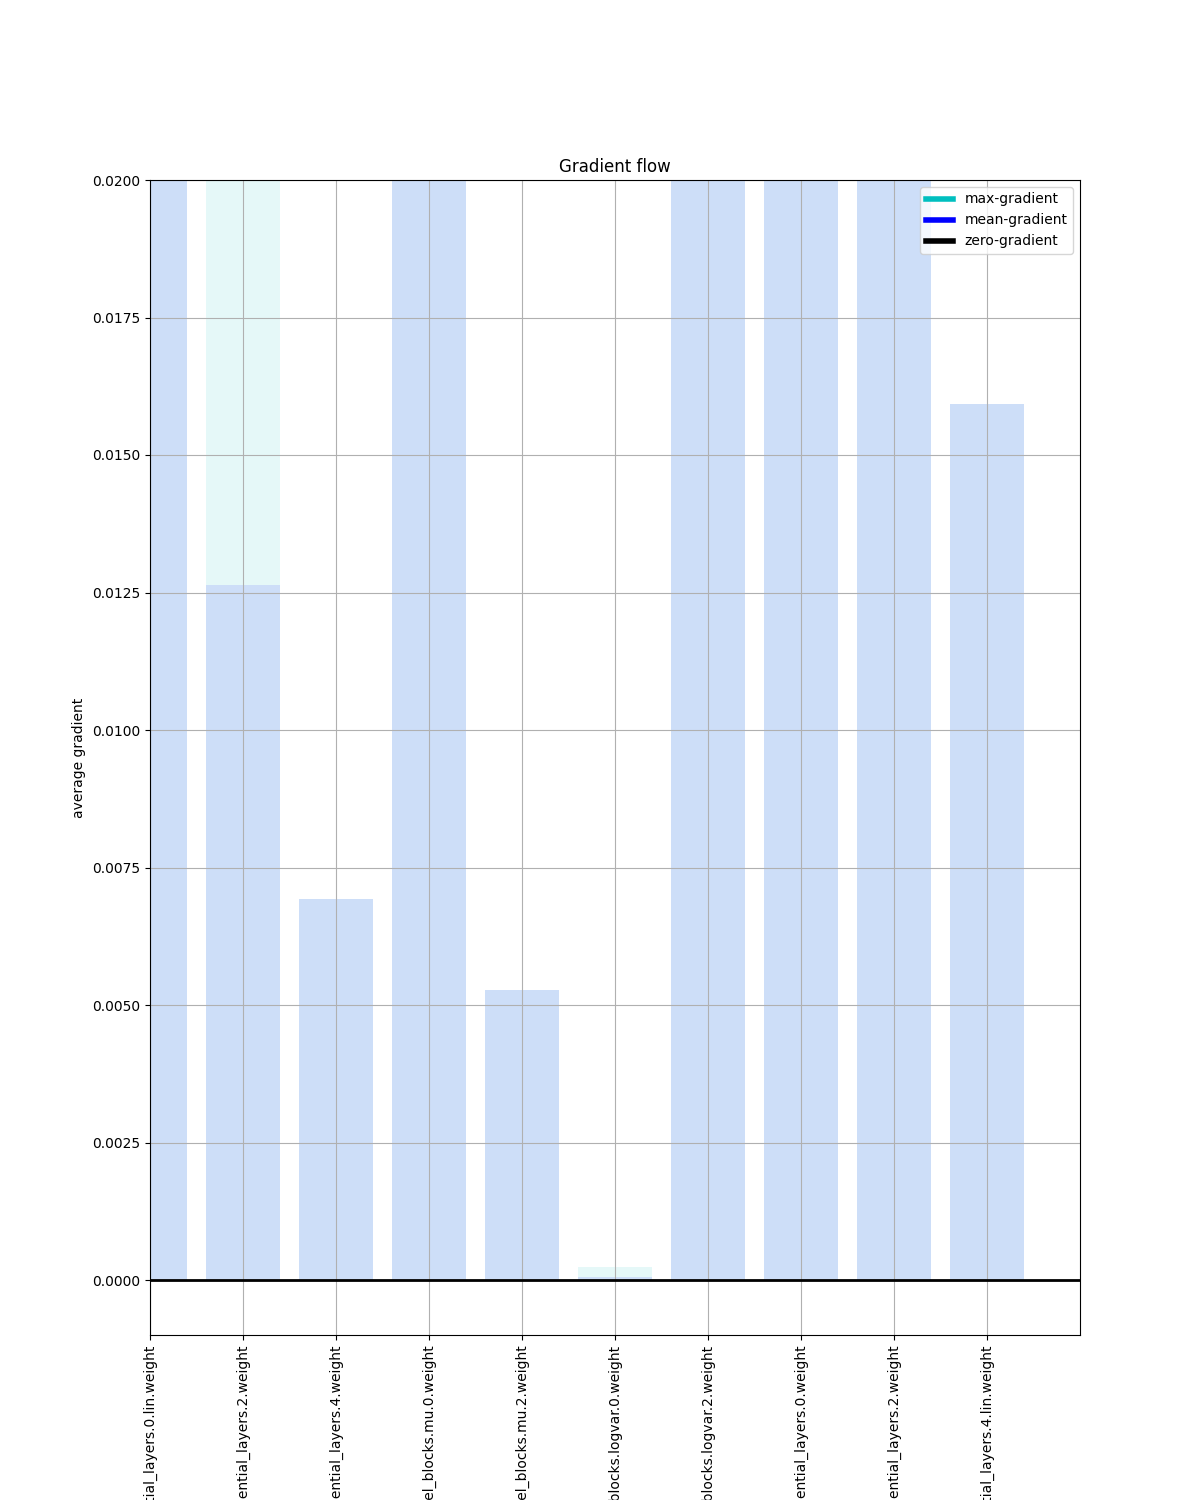 Gradient flow
max-gradient
mean-gradient
zero-gradient
average gradient
0.0200
0.0175
0.0150
0.0125
0.0100
0.0075
0.0050
0.0025
0.0000
tial_layers.0.lin.weight
ential_layers.2.weight
ential_layers.4.weight
el_blocks.mu.0.weight
el_blocks.mu.2.weight
blocks.logvar.0.weight
blocks.logvar.2.weight
ential_layers.0.weight
ential_layers.2.weight
tial_layers.4.lin.weight